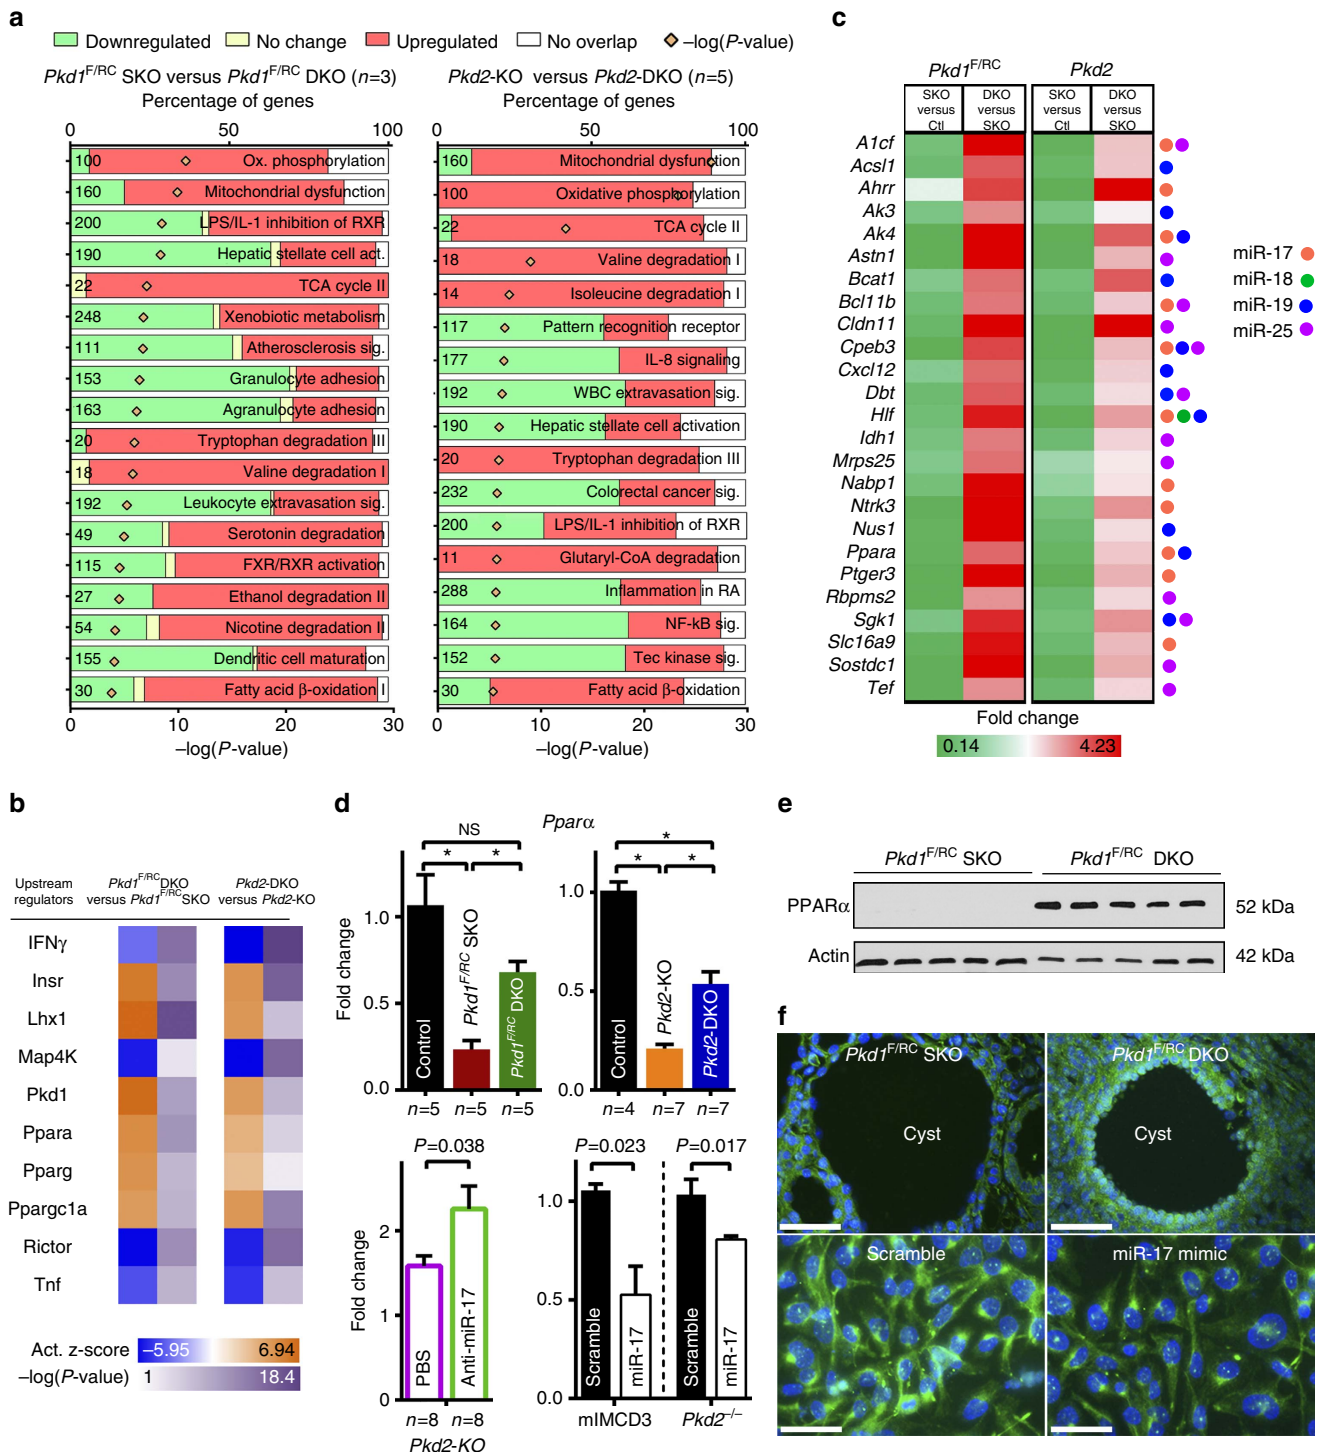 a
Downregulated No change Upregulated No overlap –log(P-value)
Pkd1F/RC SKO versus Pkd1F/RC DKO (n=3)
Percentage of genes
0 50 100
100 Ox. phosphorylation
160 Mitochondrial dysfunction
200 LPS/IL-1 inhibition of RXR
190 Hepatic stellate cell act.
22 TCA cycle II
248 Xenobiotic metabolism
111 Atherosclerosis sig.
153 Granulocyte adhesion
163 Agranulocyte adhesion
20 Tryptophan degradation III
18 Valine degradation I
192 Leukocyte extravasation sig.
49 Serotonin degradation
115 FXR/RXR activation
27 Ethanol degradation II
54 Nicotine degradation II
155 Dendritic cell maturation
30 Fatty acid β-oxidation I
0 10 20 30
–log(P-value)
Pkd2-KO versus Pkd2-DKO (n=5)
Percentage of genes
0 50 100
160 Mitochondrial dysfunction
100 Oxidative phosphorylation
22 TCA cycle II
18 Valine degradation I
14 Isoleucine degradation I
117 Pattern recognition receptor
177 IL-8 signaling
192 WBC extravasation sig.
190 Hepatic stellate cell activation
20 Tryptophan degradation III
232 Colorectal cancer sig.
200 LPS/IL-1 inhibition of RXR
11 Glutaryl-CoA degradation
288 Inflammation in RA
164 NF-kB sig.
152 Tec kinase sig.
30 Fatty acid β-oxidation
0 10 20 30
–log(P-value)
c
Pkd1F/RC Pkd2
SKO versus Ctl
DKO versus SKO
SKO versus Ctl
DKO versus SKO
A1cf
Acsl1
Ahrr
Ak3
Ak4
Astn1
Bcat1
Bcl11b
Cldn11
Cpeb3
Cxcl12
Dbt
Hlf
Idh1
Mrps25
Nabp1
Ntrk3
Nus1
Ppara
Ptger3
Rbpms2
Sgk1
Slc16a9
Sostdc1
Tef
miR-17
miR-18
miR-19
miR-25
Fold change
0.14 4.23
b
Upstream regulators
Pkd1F/RC DKO versus Pkd1F/RC SKO
Pkd2-DKO versus Pkd2-KO
IFNγ
Insr
Lhx1
Map4K
Pkd1
Ppara
Pparg
Ppargc1a
Rictor
Tnf
Act. z-score –5.95 6.94
–log(P-value) 1 18.4
d
Pparα
NS
* *
Fold change
1.0
0.5
0.0
Control
Pkd1F/RC SKO
Pkd1F/RC DKO
n=5 n=5 n=5
*
* *
1.0
0.5
0.0
Control
Pkd2-KO
Pkd2-DKO
n=4 n=7 n=7
P=0.038
Fold change
2
1
0
PBS
Anti-miR-17
n=8 n=8
Pkd2-KO
P=0.023 P=0.017
1.0
0.5
0.0
Scramble
miR-17
Scramble
miR-17
mIMCD3 Pkd2–/–
e
Pkd1F/RC SKO Pkd1F/RC DKO
PPARα 52 kDa
Actin 42 kDa
f
Pkd1F/RC SKO
Cyst
Pkd1F/RC DKO
Cyst
Scramble
miR-17 mimic